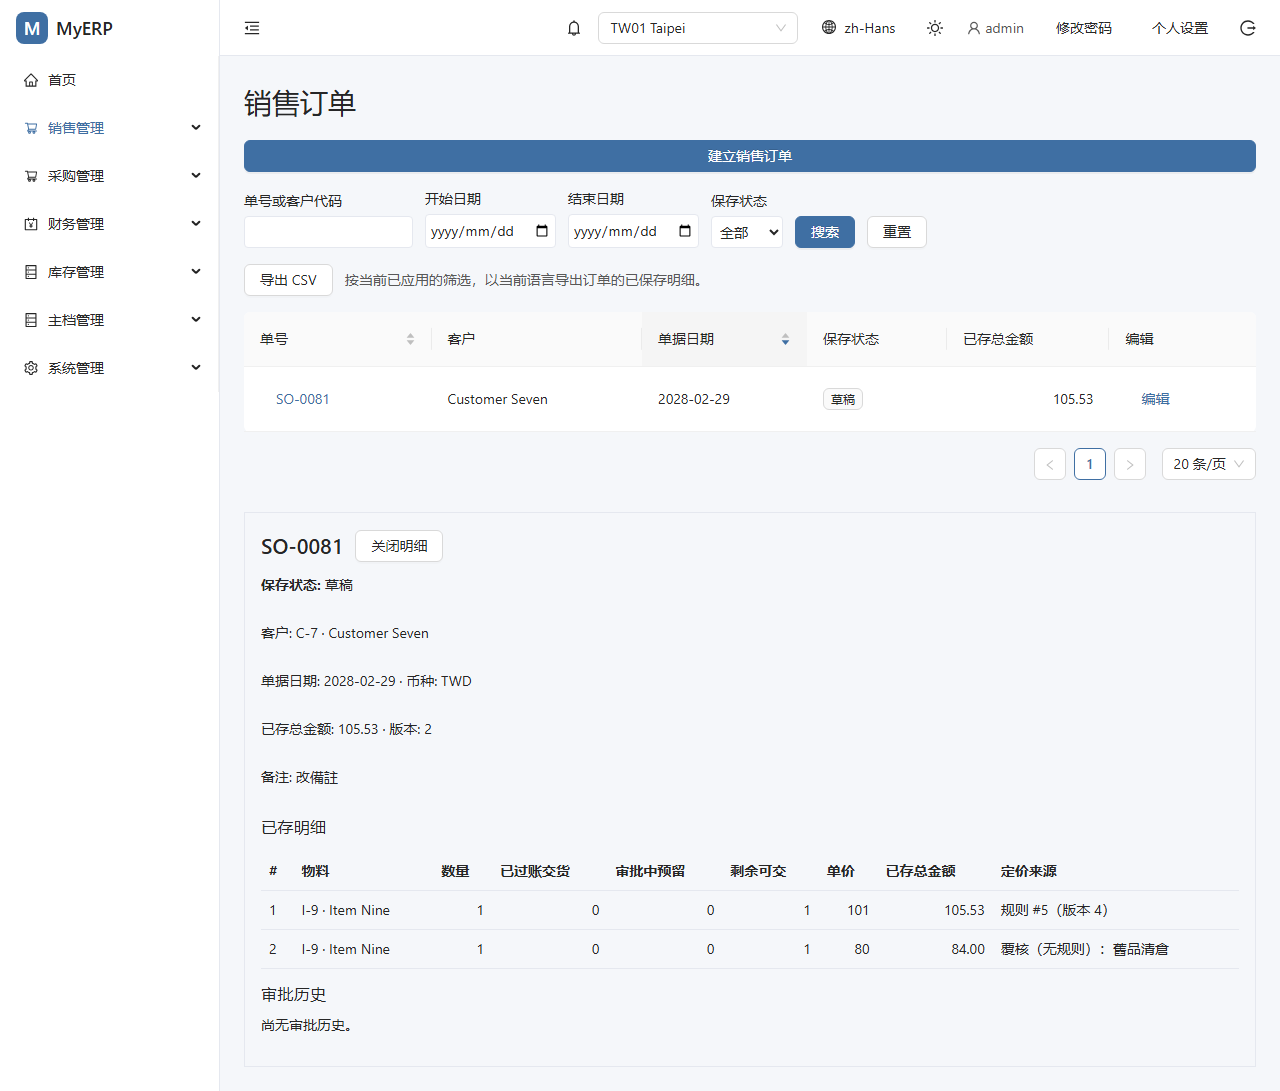 M MyERP
TW01 Taipei
zh-Hans
admin
修改密码
个人设置
首页
销售管理
采购管理
财务管理
库存管理
主档管理
系统管理
销售订单
建立销售订单
单号或客户代码 开始日期 结束日期 保存状态
yyyy/mm/dd yyyy/mm/dd 全部 搜索 重置
导出 CSV 按当前已应用的筛选，以当前语言导出订单的已保存明细。
单号 客户 单据日期 保存状态 已存总金额 编辑
SO-0081 Customer Seven 2028-02-29 草稿 105.53 编辑
< 1 > 20 条/页
SO-0081 关闭明细
保存状态: 草稿
客户: C-7 · Customer Seven
单据日期: 2028-02-29 · 币种: TWD
已存总金额: 105.53 · 版本: 2
备注: 改備註
已存明细
# 物料 数量 已过账交货 审批中预留 剩余可交 单价 已存总金额 定价来源
1 I-9 · Item Nine 1 0 0 1 101 105.53 规则 #5（版本 4）
2 I-9 · Item Nine 1 0 0 1 80 84.00 覆核（无规则）：舊品清倉
审批历史
尚无审批历史。